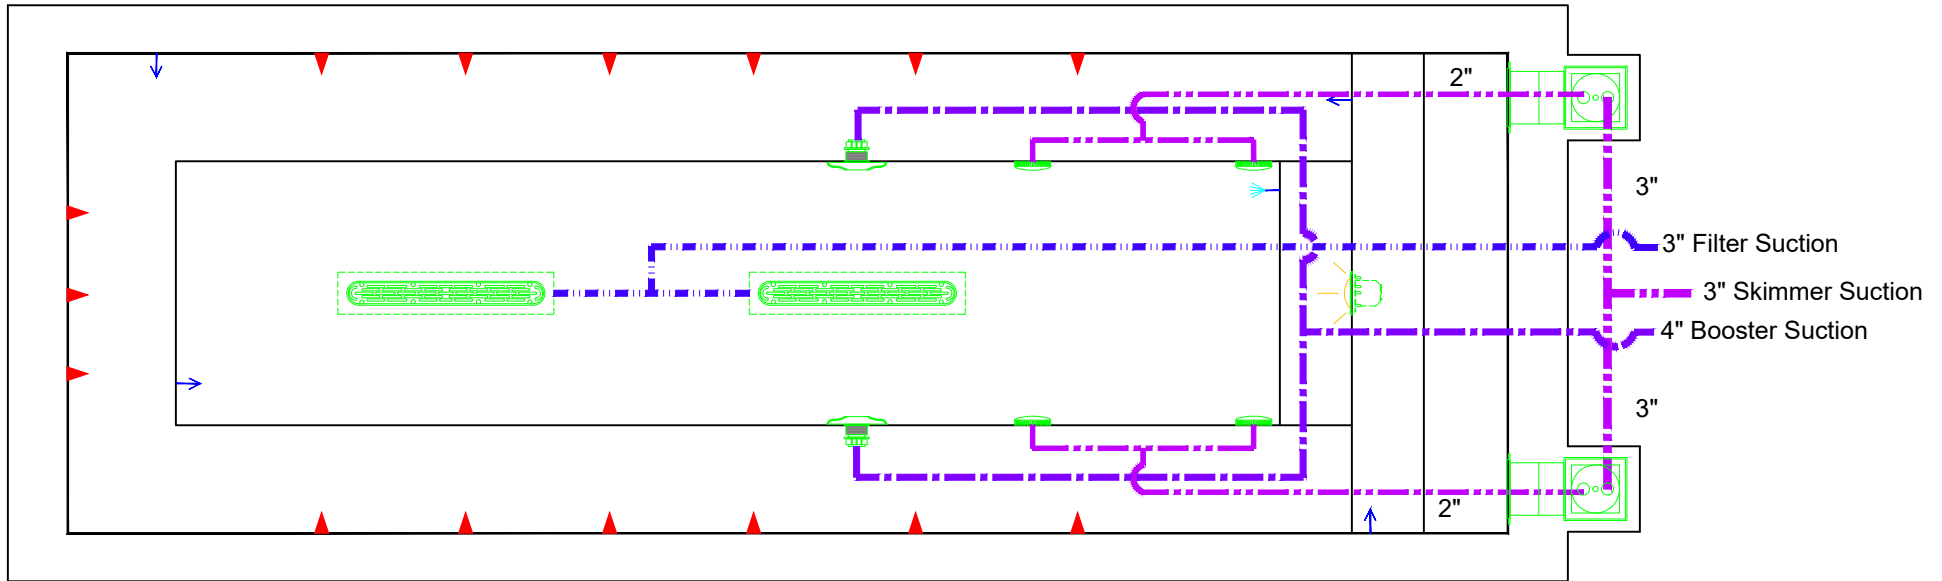 2"
3"
3" Filter Suction
3" Skimmer Suction
4" Booster Suction
3"
2"